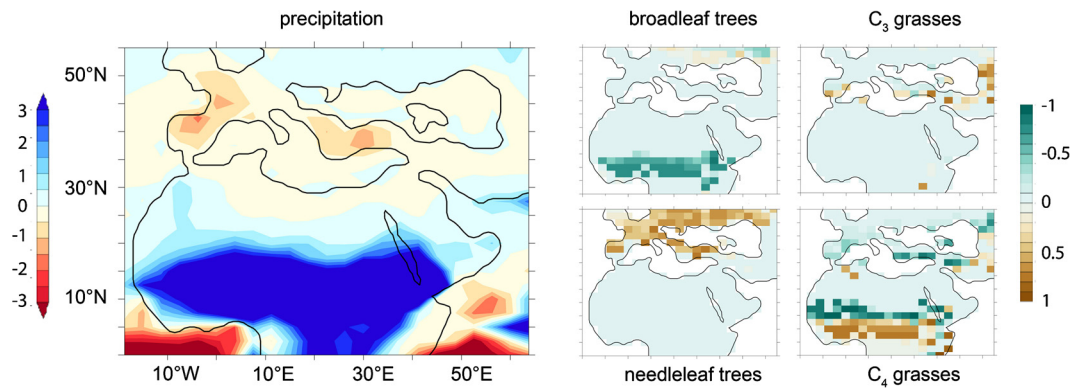 precipitation
broadleaf trees
C₃ grasses
50°N
30°N
10°N
10°W
10°E
30°E
50°E
3
2
1
0
-1
-2
-3
-1
-0.5
0
0.5
1
needleleaf trees
C₄ grasses